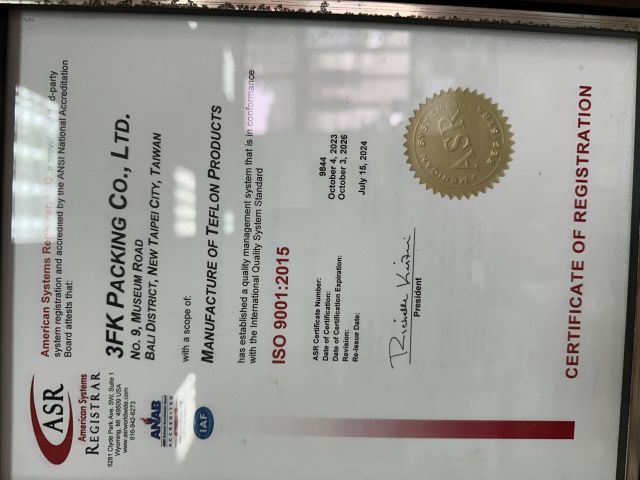 ASR
American Systems
REGISTRAR
5281 Clyde Park Ave, SW, Suite 1
Wyoming, MI 49509 USA
www.asrworldwide.com
616-942-6273
ANAB
ACCREDITED
IAF
American Systems Registrar, a d-party
system registration and accredited by the ANSI National Accreditation
Board attests that:
3FK PACKING CO., LTD.
NO. 9, MUSEUM ROAD
BALI DISTRICT, NEW TAIPEI CITY, TAIWAN
with a scope of:
MANUFACTURE OF TEFLON PRODUCTS
has established a quality management system that is in conformance
with the International Quality System Standard
ISO 9001:2015
ASR Certificate Number: 9844
Date of Certification: October 4, 2023
Date of Certification Expiration: October 3, 2026
Revision:
Re-Issue Date: July 15, 2024
President
ASR
AMERICAN SYSTEMS REGISTRAR
CERTIFICATE OF REGISTRATION